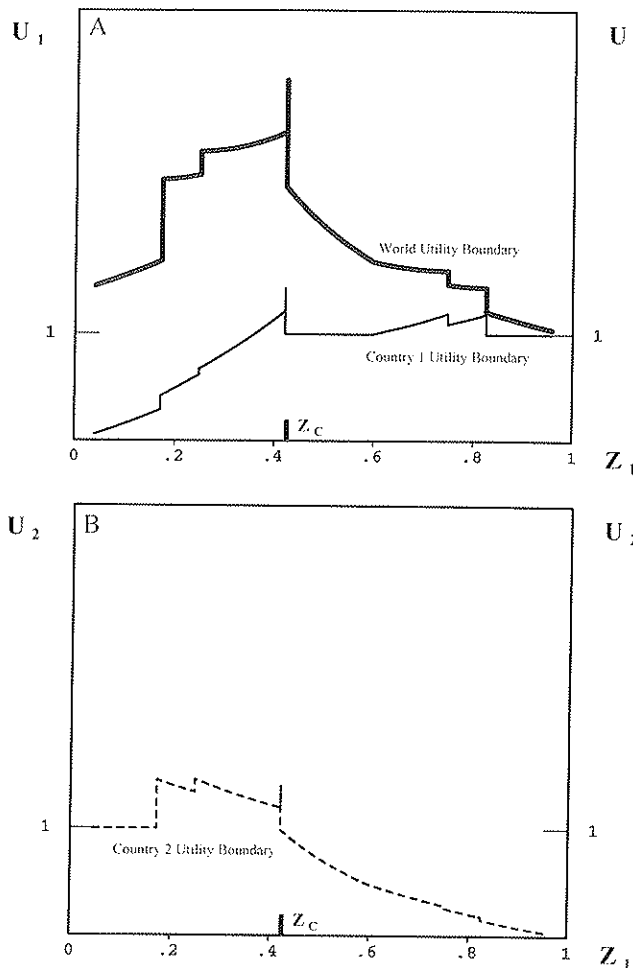 U 1
A
U
World Utility Boundary
1
1
Country 1 Utility Boundary
Z C
0 .2 .4 .6 .8 1
Z 1
U 2
B
U 2
1
1
Country 2 Utility Boundary
Z C
0 .2 .4 .6 .8 1
Z 1